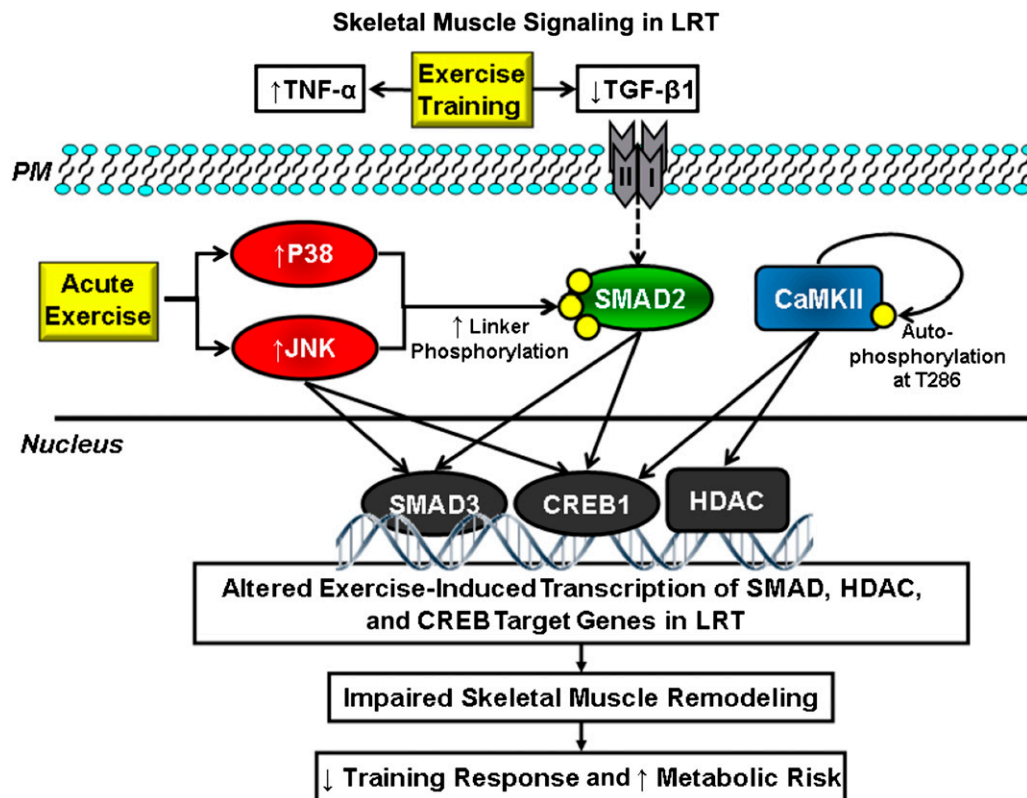 Skeletal Muscle Signaling in LRT
↑TNF-α
Exercise
Training
↓TGF-β1
PM
II
I
Acute
Exercise
↑P38
↑JNK
↑ Linker
Phosphorylation
SMAD2
CaMKII
Auto-
phosphorylation
at T286
Nucleus
SMAD3
CREB1
HDAC
Altered Exercise-Induced Transcription of SMAD, HDAC,
and CREB Target Genes in LRT
Impaired Skeletal Muscle Remodeling
↓ Training Response and ↑ Metabolic Risk